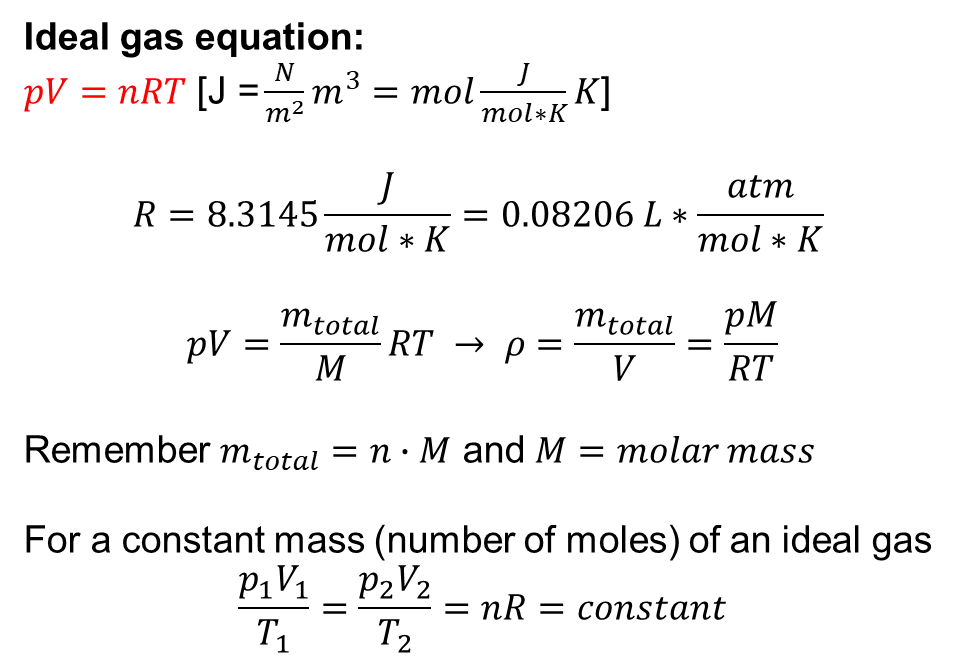 Ideal gas equation:
pV = nRT [J = N/m² m³ = mol J/(mol∗K) K]
R = 8.3145 J/(mol ∗ K) = 0.08206 L ∗ atm/(mol ∗ K)
pV = m_total/M RT → ρ = m_total/V = pM/RT
Remember m_total = n · M and M = molar mass
For a constant mass (number of moles) of an ideal gas
p₁V₁/T₁ = p₂V₂/T₂ = nR = constant